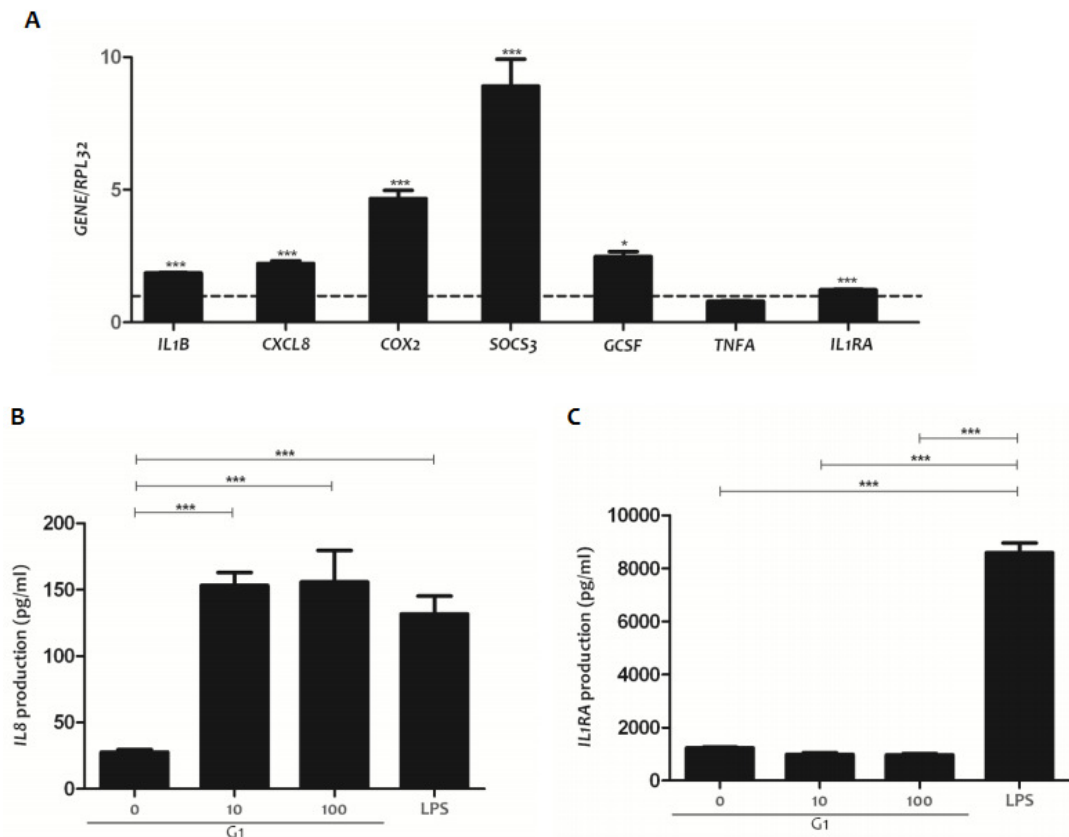 A
***
10
***
5
***
***
*
***
0
GENE/RPL32
IL1B CXCL8 COX2 SOCS3 GCSF TNFA IL1RA
B
***
***
***
200
150
100
50
0
IL8 production (pg/ml)
0 10 100 LPS
G1
C
***
***
***
10000
8000
6000
4000
2000
0
IL1RA production (pg/ml)
0 10 100 LPS
G1